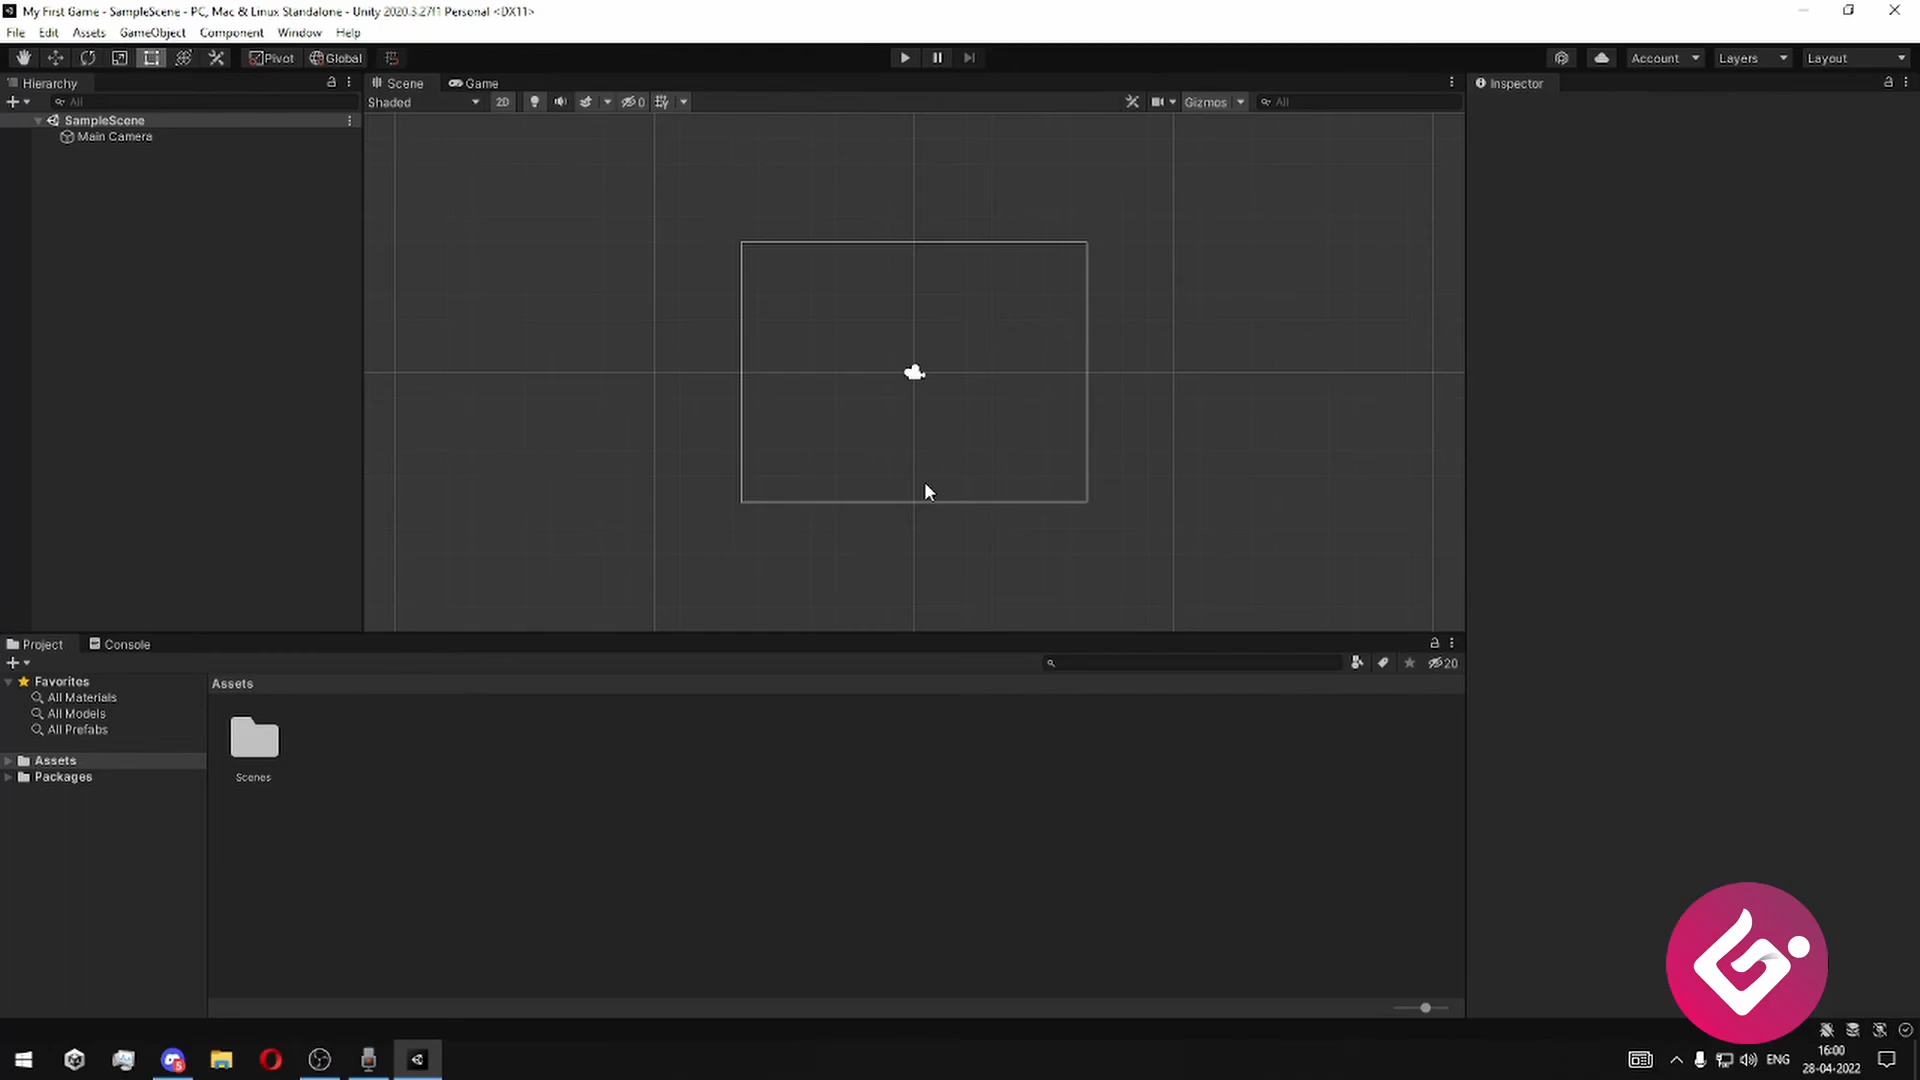 My First Game - SampleScene - PC, Mac & Linux Standalone - Unity 2020.3.27f1 Personal <DX11>
File Edit Assets GameObject Component Window Help
Pivot Global Account Layers Layout
Hierarchy Scene Game Inspector
All Shaded 2D 0 Gizmos All
SampleScene
Main Camera
Project Console
20
Favorites Assets
All Materials
All Models
All Prefabs
Assets
Packages
Scenes
5
ENG
16:00
28-04-2022